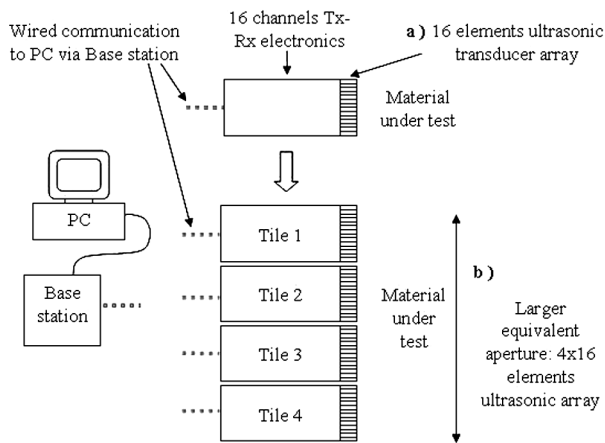 Wired communication
to PC via Base station
16 channels Tx-
Rx electronics
a ) 16 elements ultrasonic
transducer array
Material
under test
PC
Base
station
Tile 1
Tile 2
Tile 3
Tile 4
Material
under
test
b )
Larger
equivalent
aperture: 4x16
elements
ultrasonic array